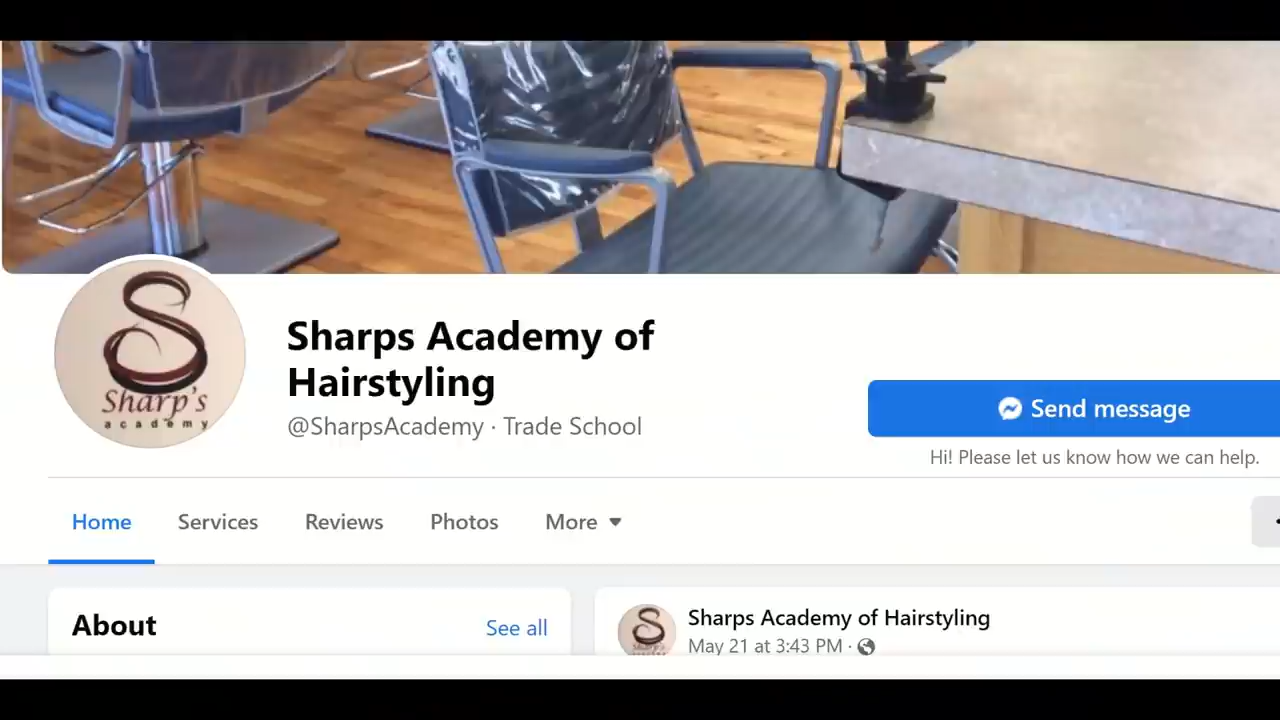 Sharp's
academy
Sharps Academy of
Hairstyling
@SharpsAcademy · Trade School
Send message
Hi! Please let us know how we can help.
Home Services Reviews Photos More
About See all
Sharps Academy of Hairstyling
May 21 at 3:43 PM ·